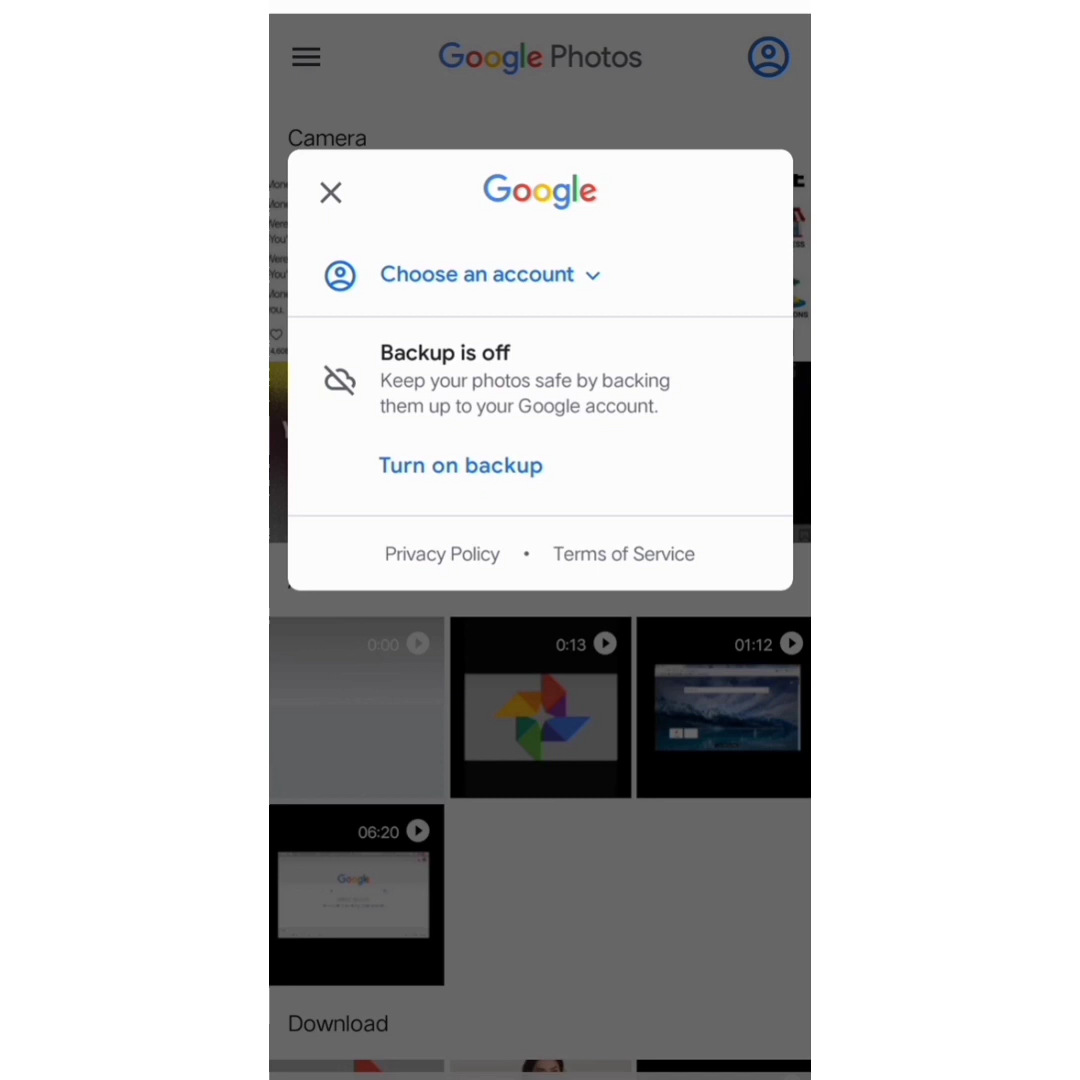 Google Photos
Camera
Google
Choose an account
Backup is off
Keep your photos safe by backing
them up to your Google account.
Turn on backup
Privacy Policy • Terms of Service
0:00
0:13
01:12
06:20
Google
Download